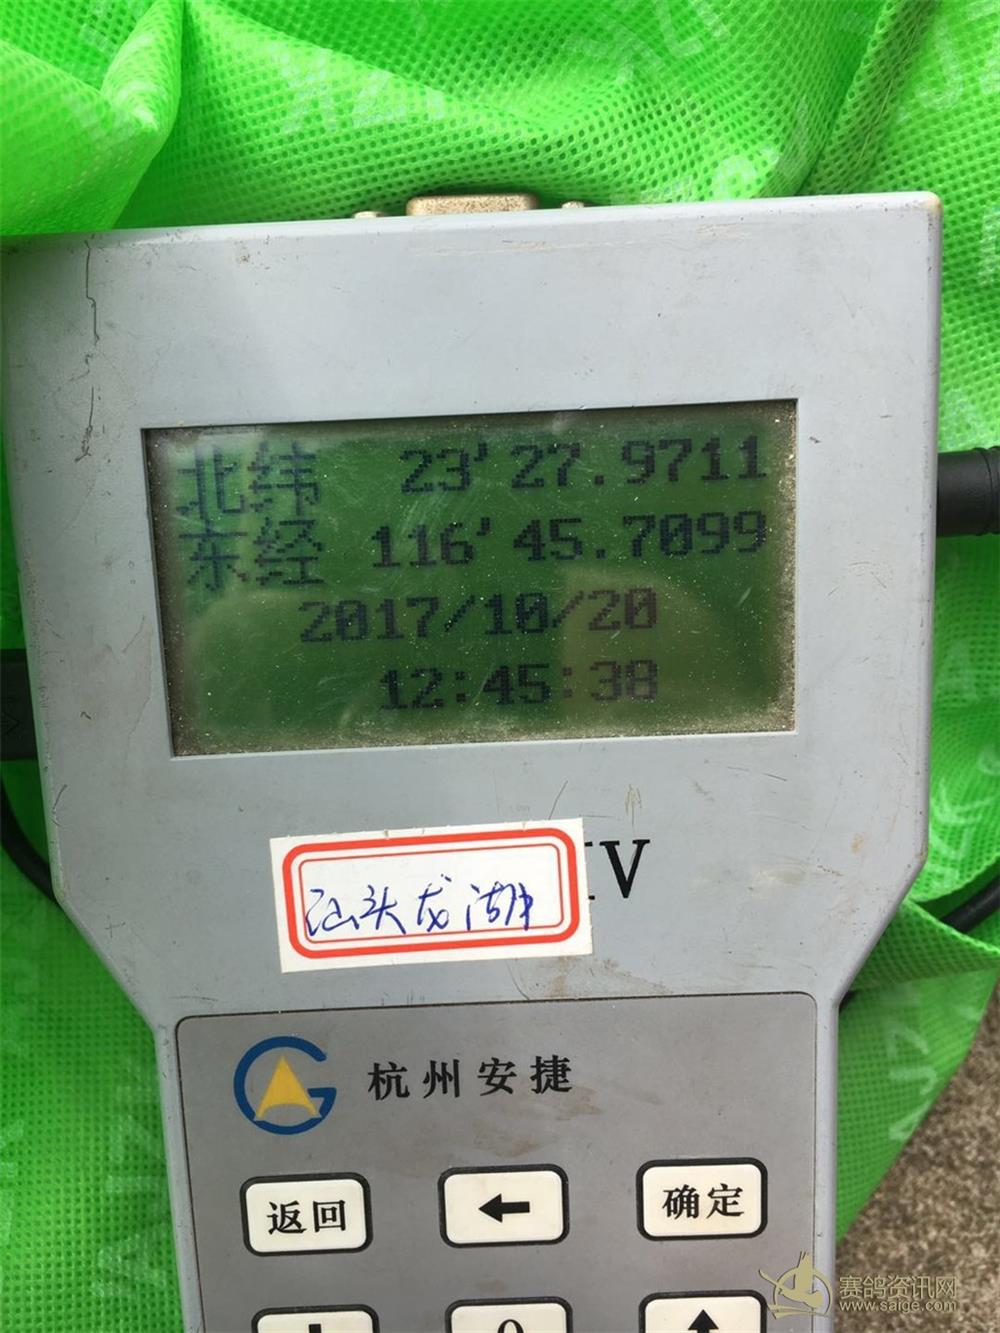 北纬 23'27.9711
东经 116'45.7099
2017/10/20
12:45:38
IV
汕头龙湖
杭州安捷
返回
←
确定
0
↑
赛鸽资讯网
www.saige.com